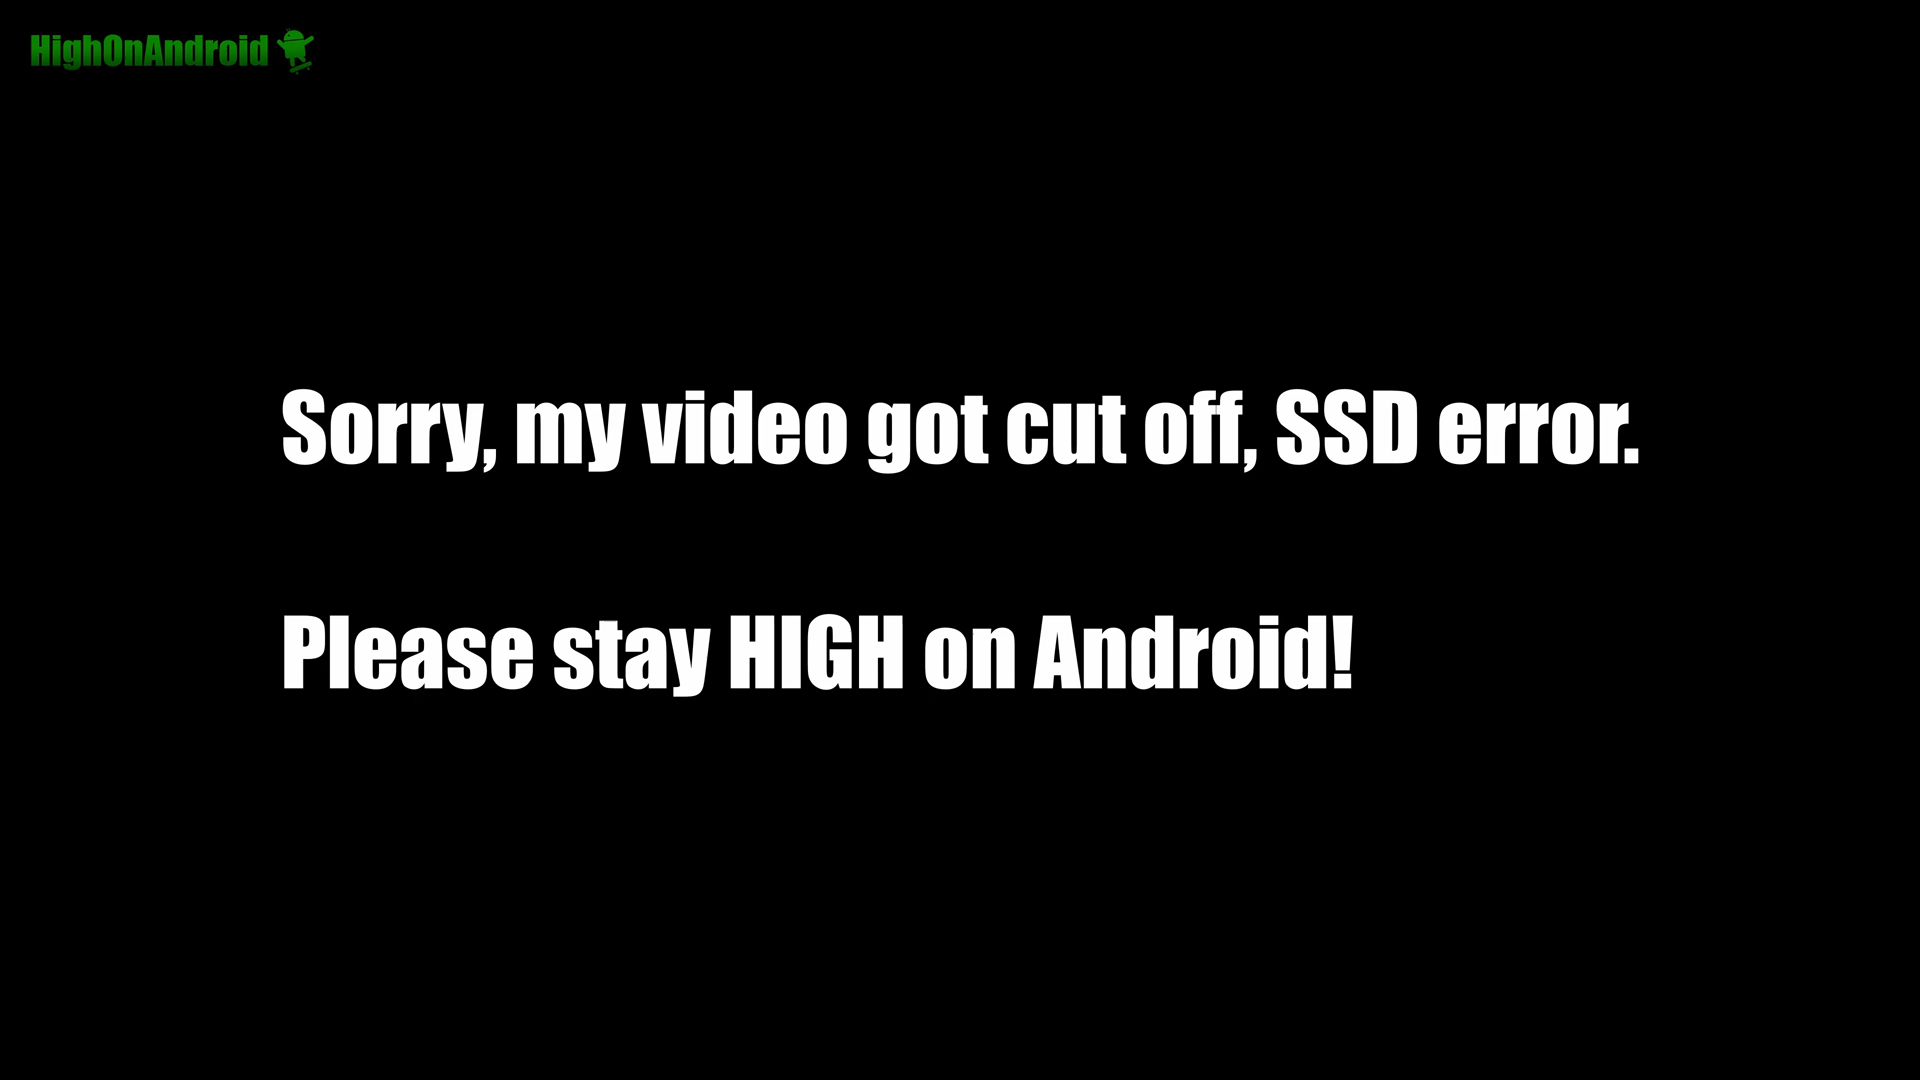 HighOnAndroid
Sorry, my video got cut off, SSD error.
Please stay HIGH on Android!